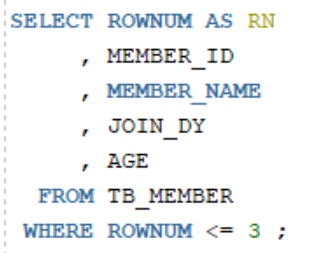 SELECT ROWNUM AS RN
, MEMBER_ID
, MEMBER_NAME
, JOIN_DY
, AGE
FROM TB_MEMBER
WHERE ROWNUM <= 3 ;